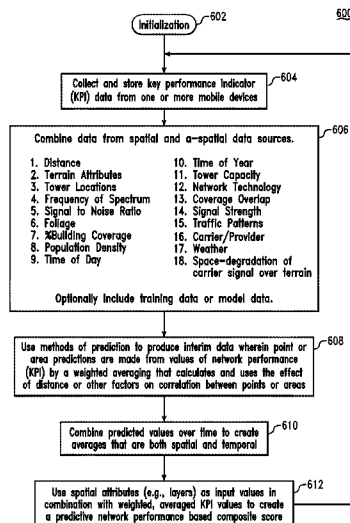 600
Initialization
602
Collect and store key performance indicator
(KPI) data from one or more mobile devices
604
Combine data from spatial and a-spatial data sources.
606
1. Distance
2. Terrain Attributes
3. Tower Locations
4. Frequency of Spectrum
5. Signal to Noise Ratio
6. Foliage
7. %Building Coverage
8. Population Density
9. Time of Day
10. Time of Year
11. Tower Capacity
12. Network Technology
13. Coverage Overlap
14. Signal Strength
15. Traffic Patterns
16. Carrier/Provider
17. Weather
18. Space-degradation of
carrier signal over terrain
Optionally include training data or model data.
Use methods of prediction to produce interim data wherein point or
area predictions are made from values of network performance
(KPI) by a weighted averaging that calculates and uses the effect
of distance or other factors on correlation between points or areas
608
Combine predicted values over time to create
averages that are both spatial and temporal
610
Use spatial attributes (e.g., layers) as input values in
combination with weighted, averaged KPI values to create
a predictive network performance based composite score
612